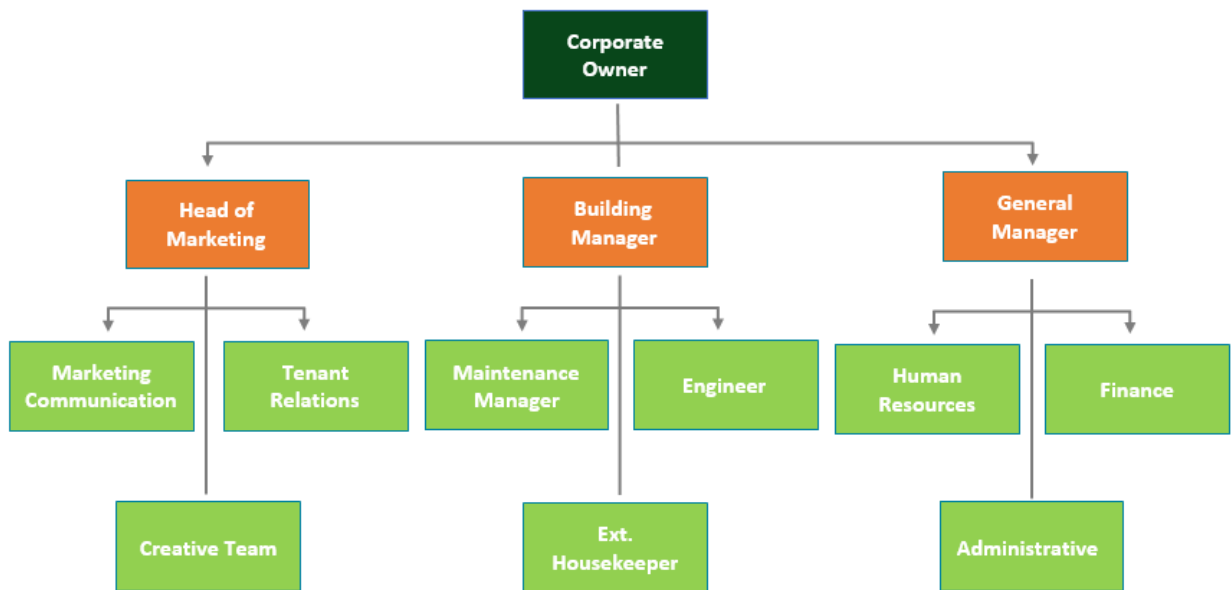 Corporate
Owner
Head of
Marketing
Building
Manager
General
Manager
Marketing
Communication
Tenant
Relations
Maintenance
Manager
Engineer
Human
Resources
Finance
Creative Team
Ext.
Housekeeper
Administrative